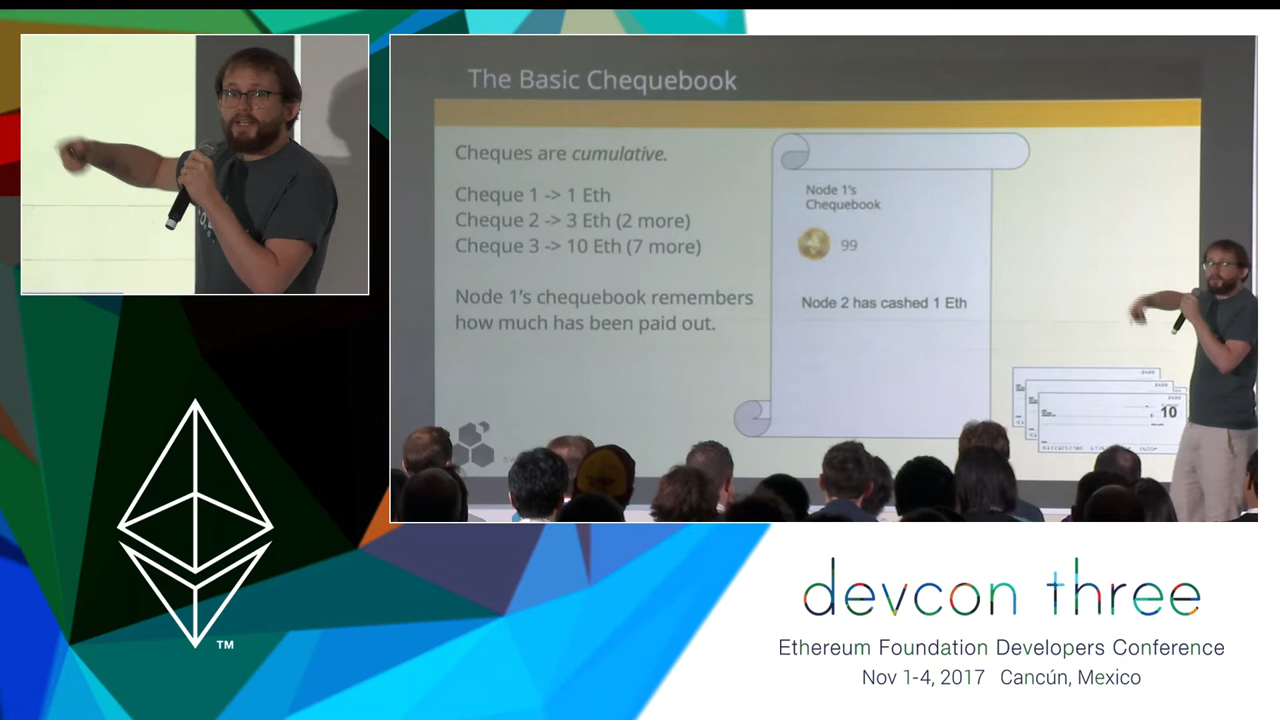 The Basic Chequebook
Cheques are cumulative.
Cheque 1 -> 1 Eth
Cheque 2 -> 3 Eth (2 more)
Cheque 3 -> 10 Eth (7 more)
Node 1's chequebook remembers
how much has been paid out.
Node 1's
Chequebook
99
Node 2 has cashed 1 Eth
10
TM
devcon three
Ethereum Foundation Developers Conference
Nov 1-4, 2017 Cancún, Mexico